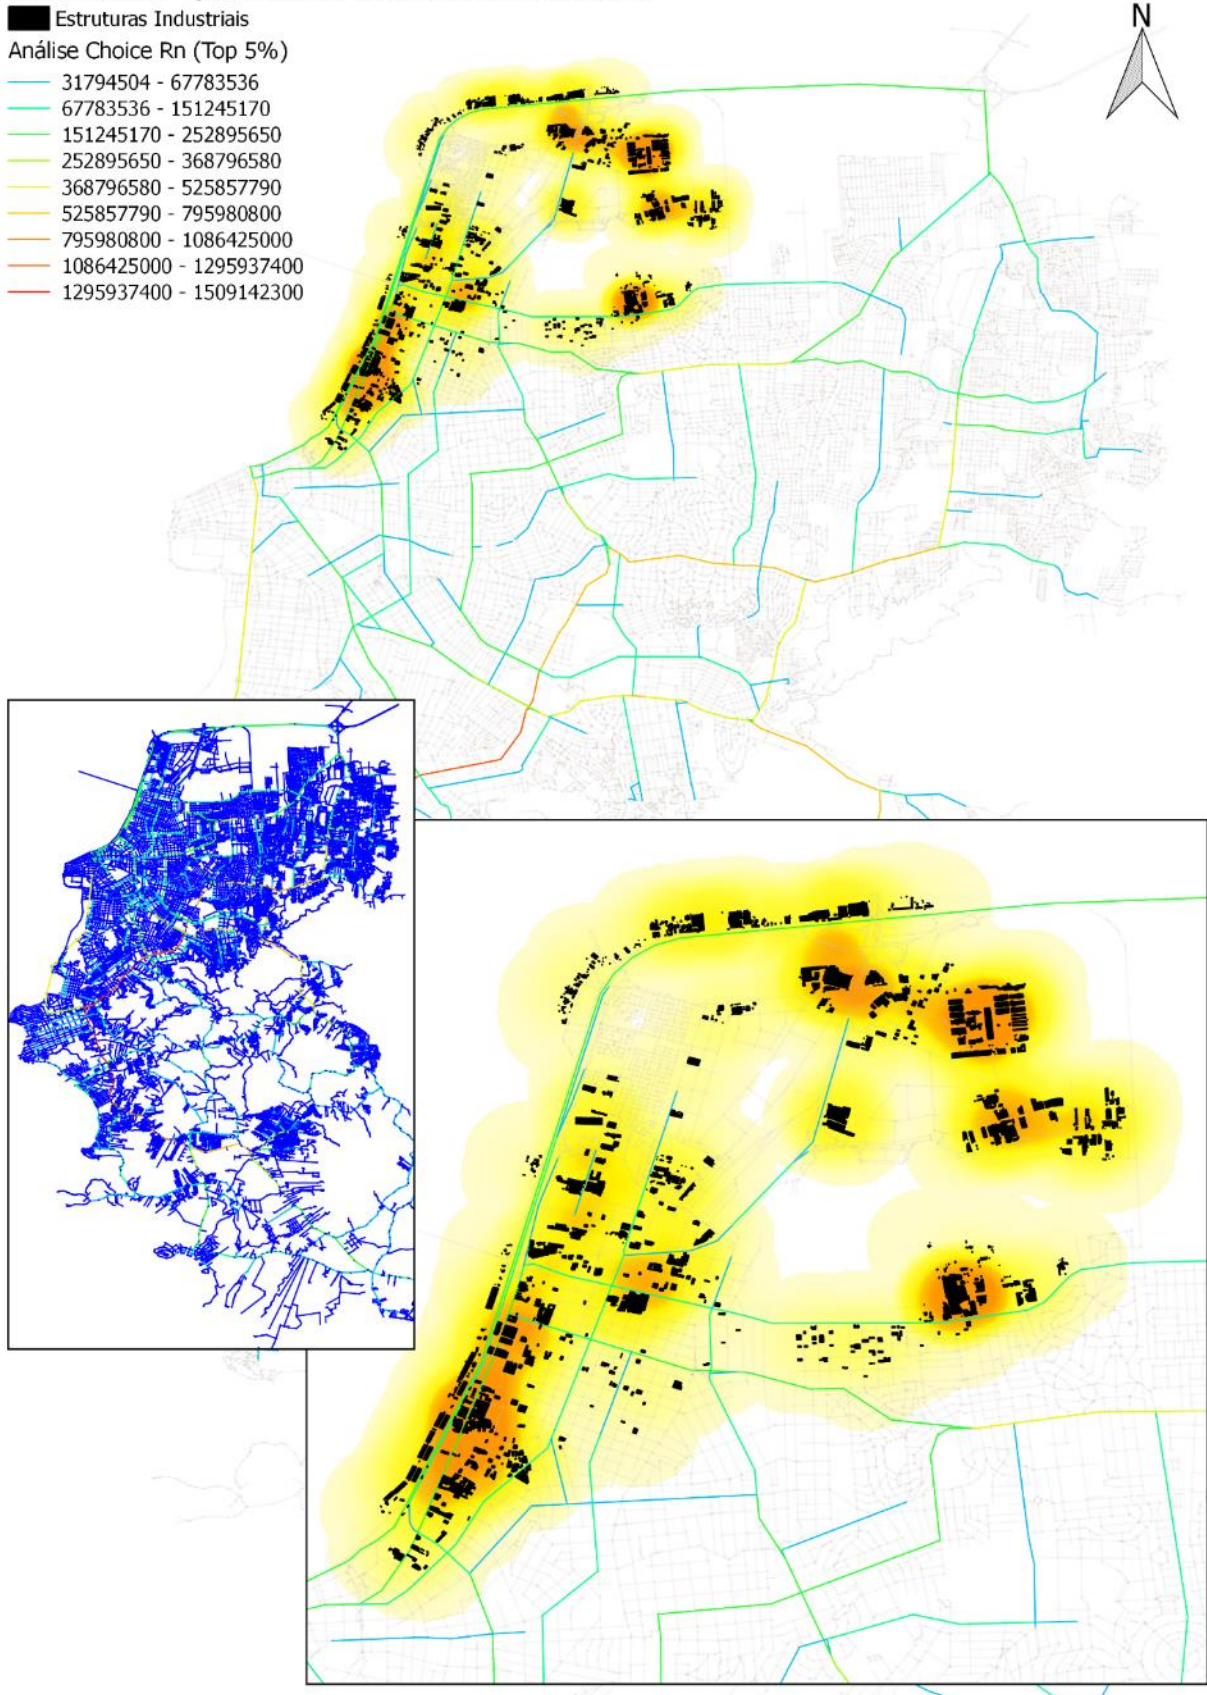 Estruturas Industriais
Análise Choice Rn (Top 5%)
31794504 - 67783536
67783536 - 151245170
151245170 - 252895650
252895650 - 368796580
368796580 - 525857790
525857790 - 795980800
795980800 - 1086425000
1086425000 - 1295937400
1295937400 - 1509142300
N